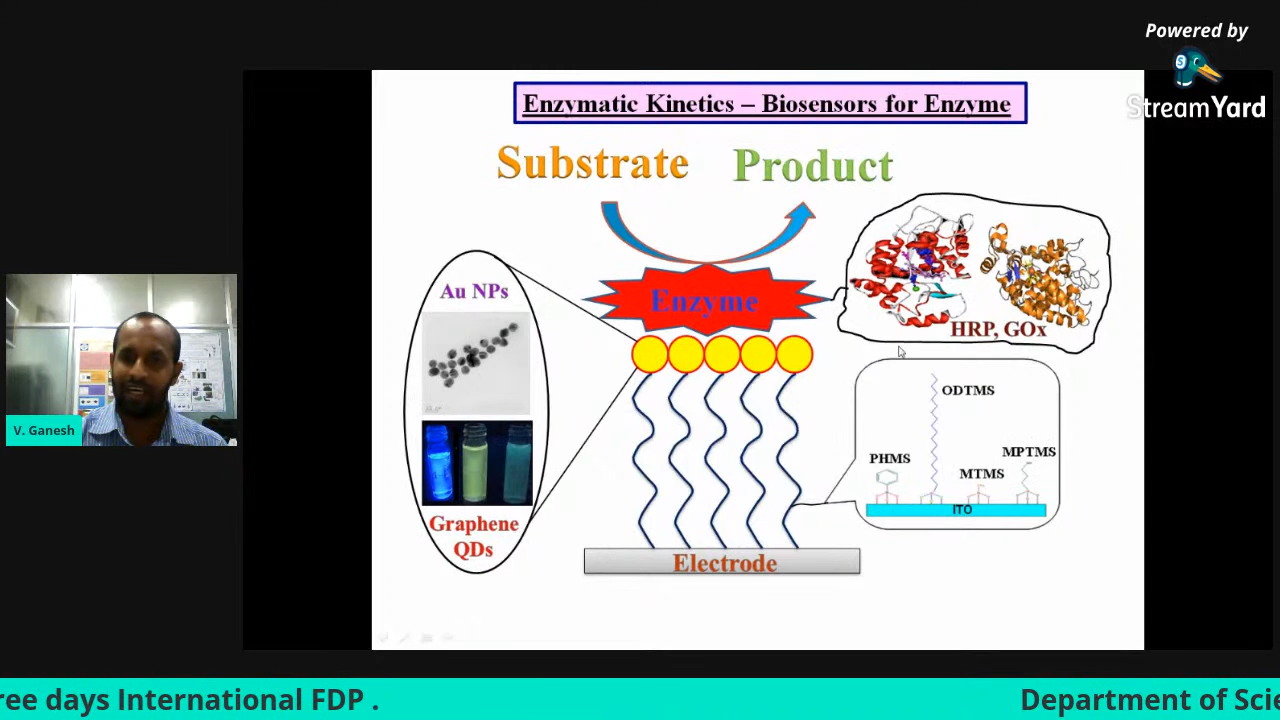 Powered by
StreamYard
Enzymatic Kinetics – Biosensors for Enzyme
Substrate Product
Au NPs
Enzyme
HRP, GOx
ODTMS
PHMS
MPTMS
MTMS
ITO
Graphene
QDs
Electrode
V. Ganesh
ree days International FDP .
Department of Scie